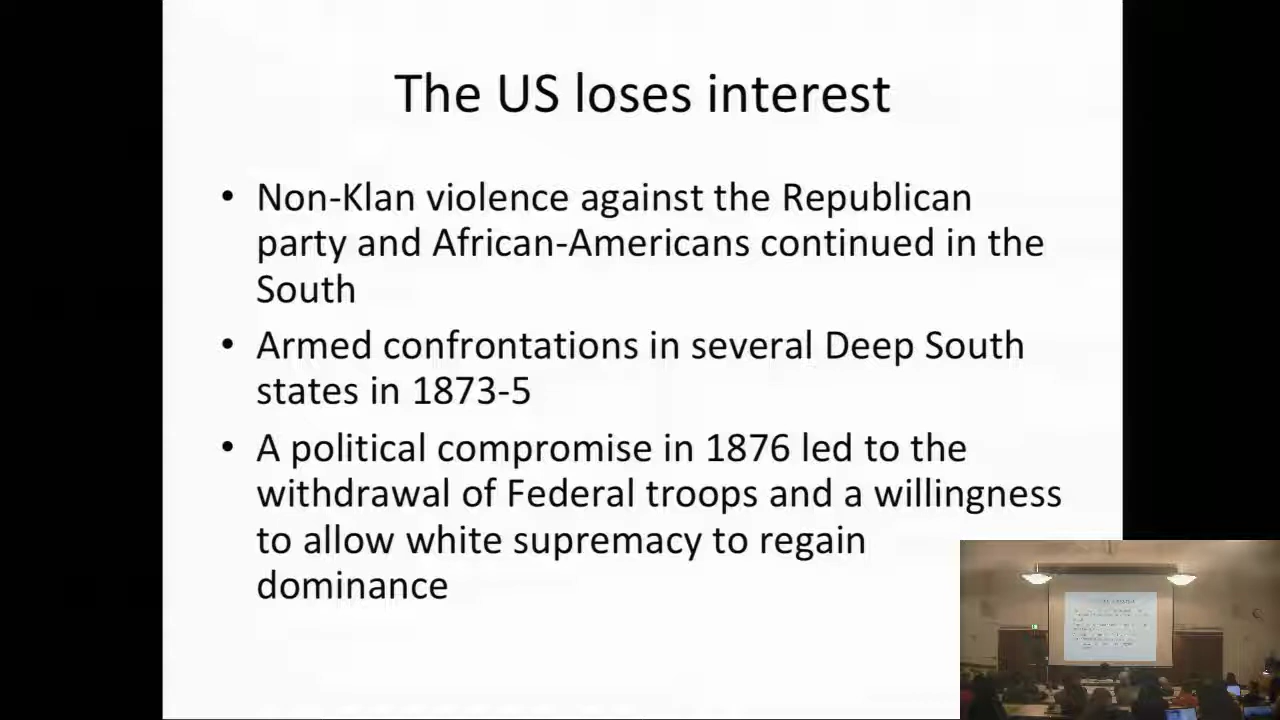 The US loses interest
• Non-Klan violence against the Republican
party and African-Americans continued in the
South
• Armed confrontations in several Deep South
states in 1873-5
• A political compromise in 1876 led to the
withdrawal of Federal troops and a willingness
to allow white supremacy to regain
dominance